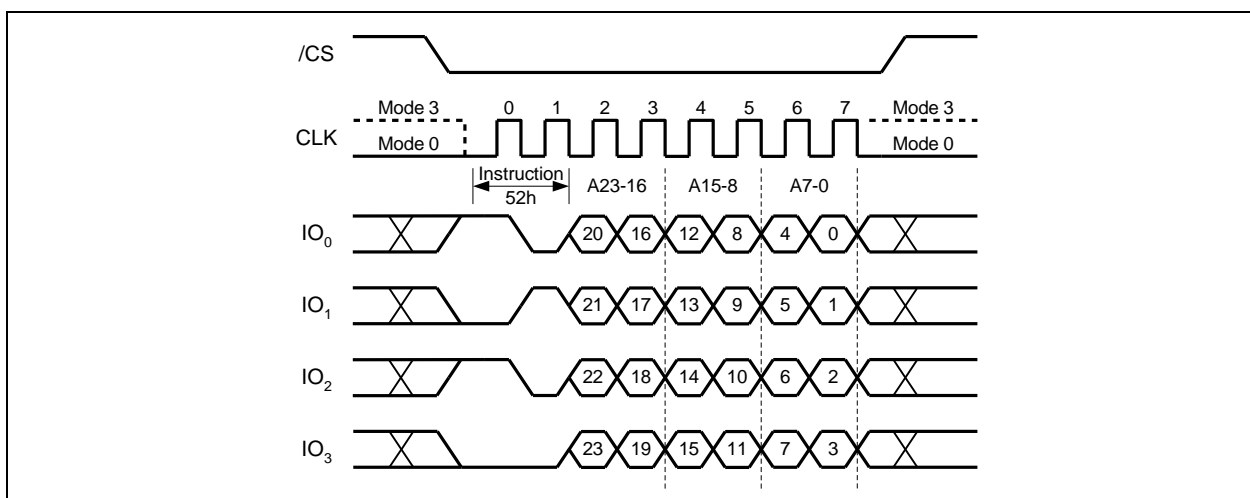 /CS
Mode 3 0 1 2 3 4 5 6 7 Mode 3
CLK Mode 0 Mode 0
Instruction A23-16 A15-8 A7-0
52h
IO0 20 16 12 8 4 0
IO1 21 17 13 9 5 1
IO2 22 18 14 10 6 2
IO3 23 19 15 11 7 3